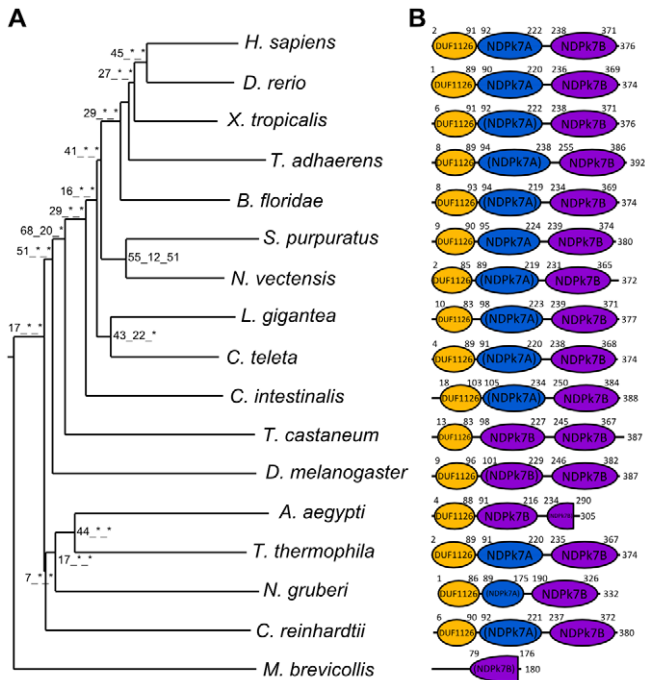 A B
45_*_* H. sapiens 2 91 92 222 238 371 DUF1126 NDPk7A NDPk7B 376
27_*_* D. rerio 1 89 90 220 236 369 DUF1126 (NDPk7A) NDPk7B 374
X. tropicalis 6 91 92 222 238 371 DUF1126 (NDPk7A) NDPk7B 376
29_*_*
41_*_* T. adhaerens 8 89 94 238 255 386 DUF1126 (NDPk7A) NDPk7B 392
16_*_* B. floridae 8 93 94 219 234 369 DUF1126 (NDPk7A) NDPk7B 374
29_*_*
68_20_* S. purpuratus 9 90 95 224 239 374 DUF1126 NDPk7A NDPk7B 380
51_*_* 55_12_51
N. vectensis 2 85 89 219 231 365 DUF1126 (NDPk7A) NDPk7B 372
L. gigantea 10 83 98 223 239 371 DUF1126 (NDPk7A) NDPk7B 377
17_*_* 43_22_*
C. teleta 4 89 91 220 238 368 DUF1126 (NDPk7A) NDPk7B 374
C. intestinalis 18 103 105 234 250 384 DUF1126 (NDPk7A) NDPk7B 388
T. castaneum 13 83 98 227 245 367 DUF1126 NDPk7B NDPk7B 387
D. melanogaster 9 96 101 229 246 382 DUF1126 (NDPk7B) NDPk7B 387
A. aegypti 4 88 91 216 234 290 DUF1126 NDPk7B 305
44_*_*
T. thermophila 2 89 91 220 235 367 DUF1126 (NDPk7A) NDPk7B 374
17_*_*
7_*_* N. gruberi 1 86 89 175 190 326 DUF1126 (NDPk7A) NDPk7B 332
C. reinhardtii 6 90 92 221 237 372 DUF1126 (NDPk7A) NDPk7B 380
M. brevicollis 79 176 (NDPk7B) 180